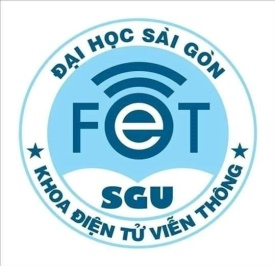 ĐẠI HỌC SÀI GÒN
FeT
SGU
★ KHOA ĐIỆN TỬ VIỄN THÔNG ★